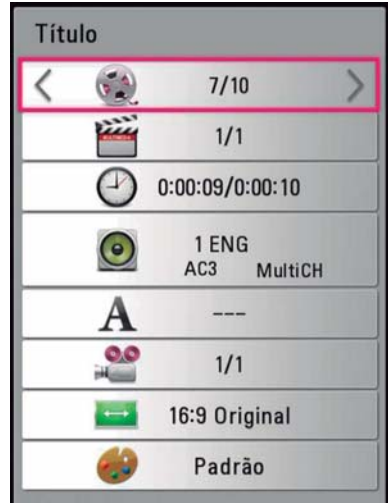 Título
7/10
1/1
0:00:09/0:00:10
1 ENG
AC3 MultiCH
A
---
1/1
16:9 Original
Padrão